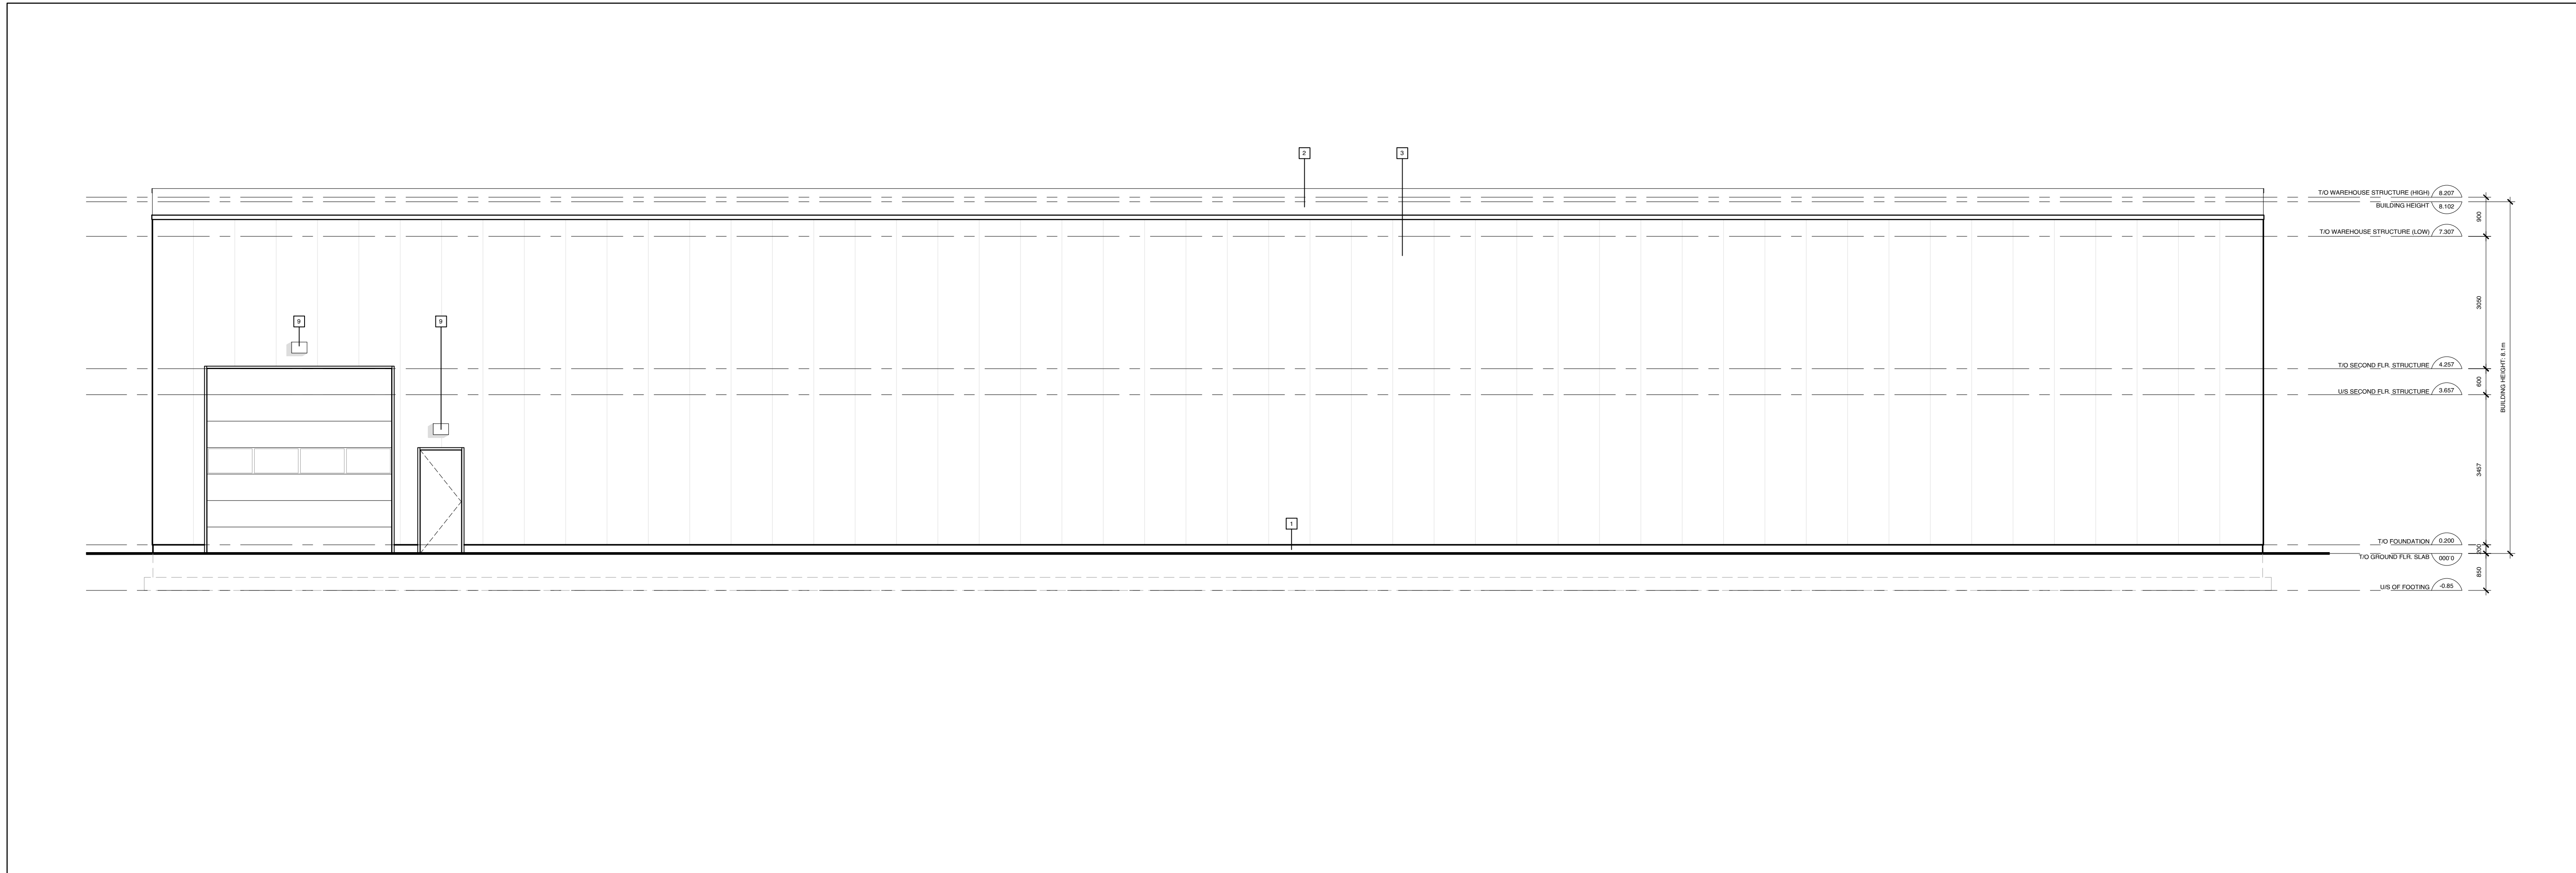 2
3
T/O WAREHOUSE STRUCTURE (HIGH) 8.207
BUILDING HEIGHT 8.102
900
T/O WAREHOUSE STRUCTURE (LOW) 7.307
3050
9
9
BUILDING HEIGHT: 8.1m
T/O SECOND FLR. STRUCTURE 4.257
600
U/S SECOND FLR. STRUCTURE 3.657
3457
1
T/O FOUNDATION 0.200
200
T/O GROUND FLR. SLAB 000'0
850
U/S OF FOOTING -0.85